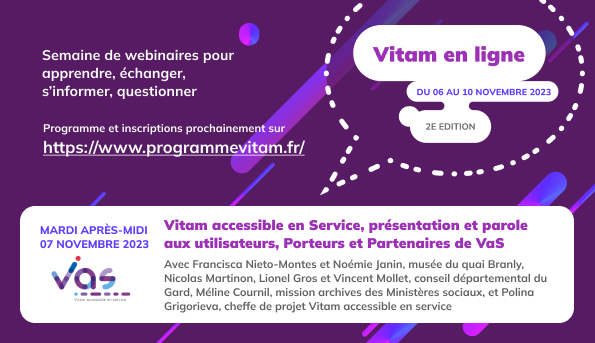 Semaine de webinaires pour
apprendre, échanger,
s'informer, questionner
Vitam en ligne
DU 06 AU 10 NOVEMBRE 2023
2E EDITION
Programme et inscriptions prochainement sur
https://www.programmevitam.fr/
MARDI APRÈS-MIDI
07 NOVEMBRE 2023
vas
Vitam accessible en service
Vitam accessible en Service, présentation et parole
aux utilisateurs, Porteurs et Partenaires de VaS
Avec Francisca Nieto-Montes et Noémie Janin, musée du quai Branly,
Nicolas Martinon, Lionel Gros et Vincent Mollet, conseil départemental du
Gard, Méline Cournil, mission archives des Ministères sociaux, et Polina
Grigorieva, cheffe de projet Vitam accessible en service